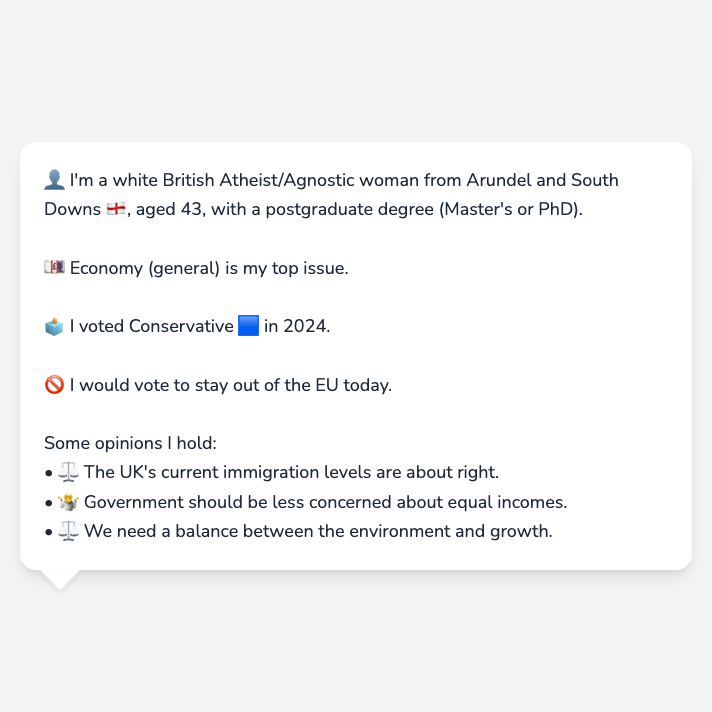 👤 I'm a white British Atheist/Agnostic woman from Arundel and South
Downs 🏴󠁧󠁢󠁥󠁮󠁧󠁿, aged 43, with a postgraduate degree (Master's or PhD).
💷 Economy (general) is my top issue.
🗳️ I voted Conservative 🟦 in 2024.
🚫 I would vote to stay out of the EU today.
Some opinions I hold:
• ⚖️ The UK's current immigration levels are about right.
• 🤷 Government should be less concerned about equal incomes.
• ⚖️ We need a balance between the environment and growth.